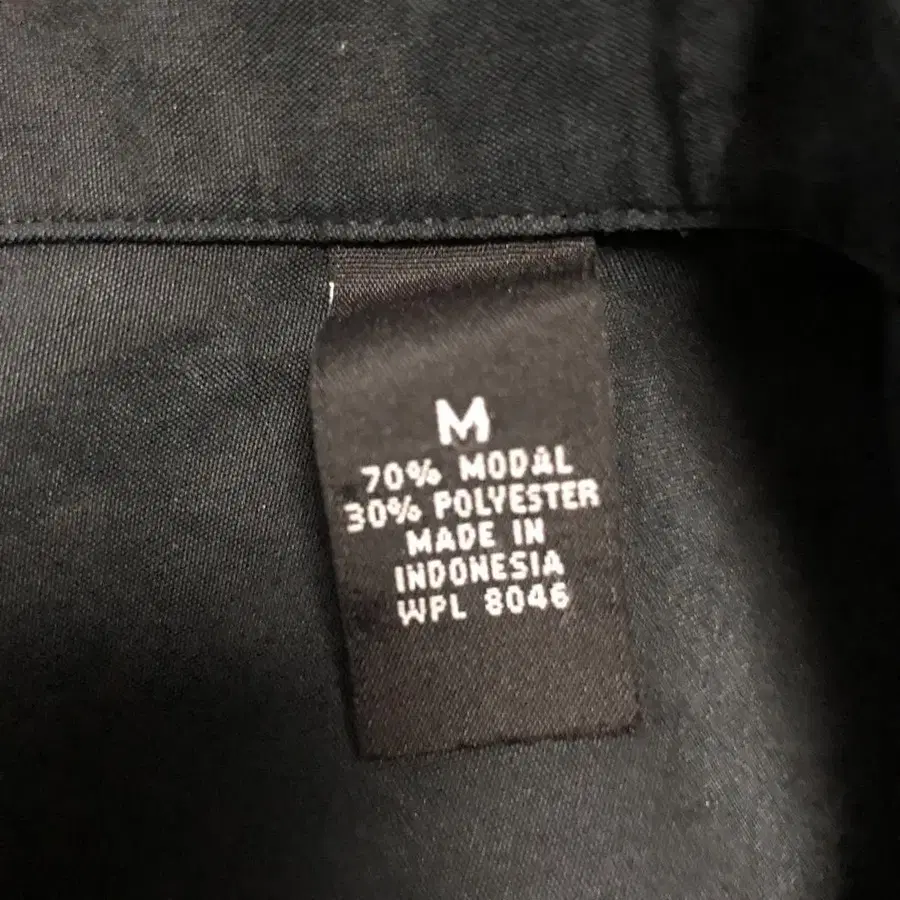 M
70% MODAL
30% POLYESTER
MADE IN
INDONESIA
WPL 8046